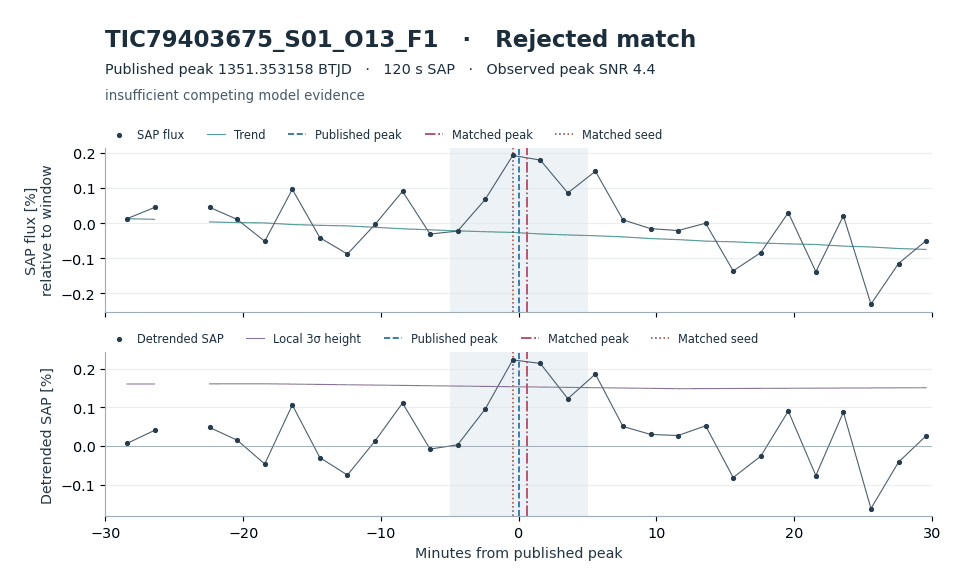 TIC79403675_S01_O13_F1 · Rejected match
Published peak 1351.353158 BTJD · 120 s SAP · Observed peak SNR 4.4
insufficient competing model evidence
SAP flux Trend Published peak Matched peak Matched seed
SAP flux [%]
relative to window
0.2
0.1
0.0
−0.1
−0.2
Detrended SAP Local 3σ height Published peak Matched peak Matched seed
Detrended SAP [%]
0.2
0.1
0.0
−0.1
−30 −20 −10 0 10 20 30
Minutes from published peak